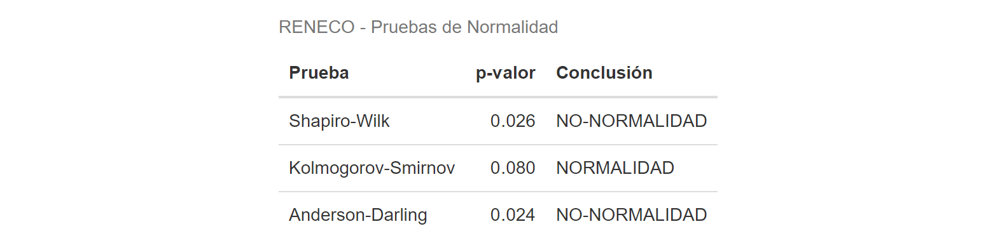 RENECO - Pruebas de Normalidad
Prueba p-valor Conclusión
Shapiro-Wilk 0.026 NO-NORMALIDAD
Kolmogorov-Smirnov 0.080 NORMALIDAD
Anderson-Darling 0.024 NO-NORMALIDAD